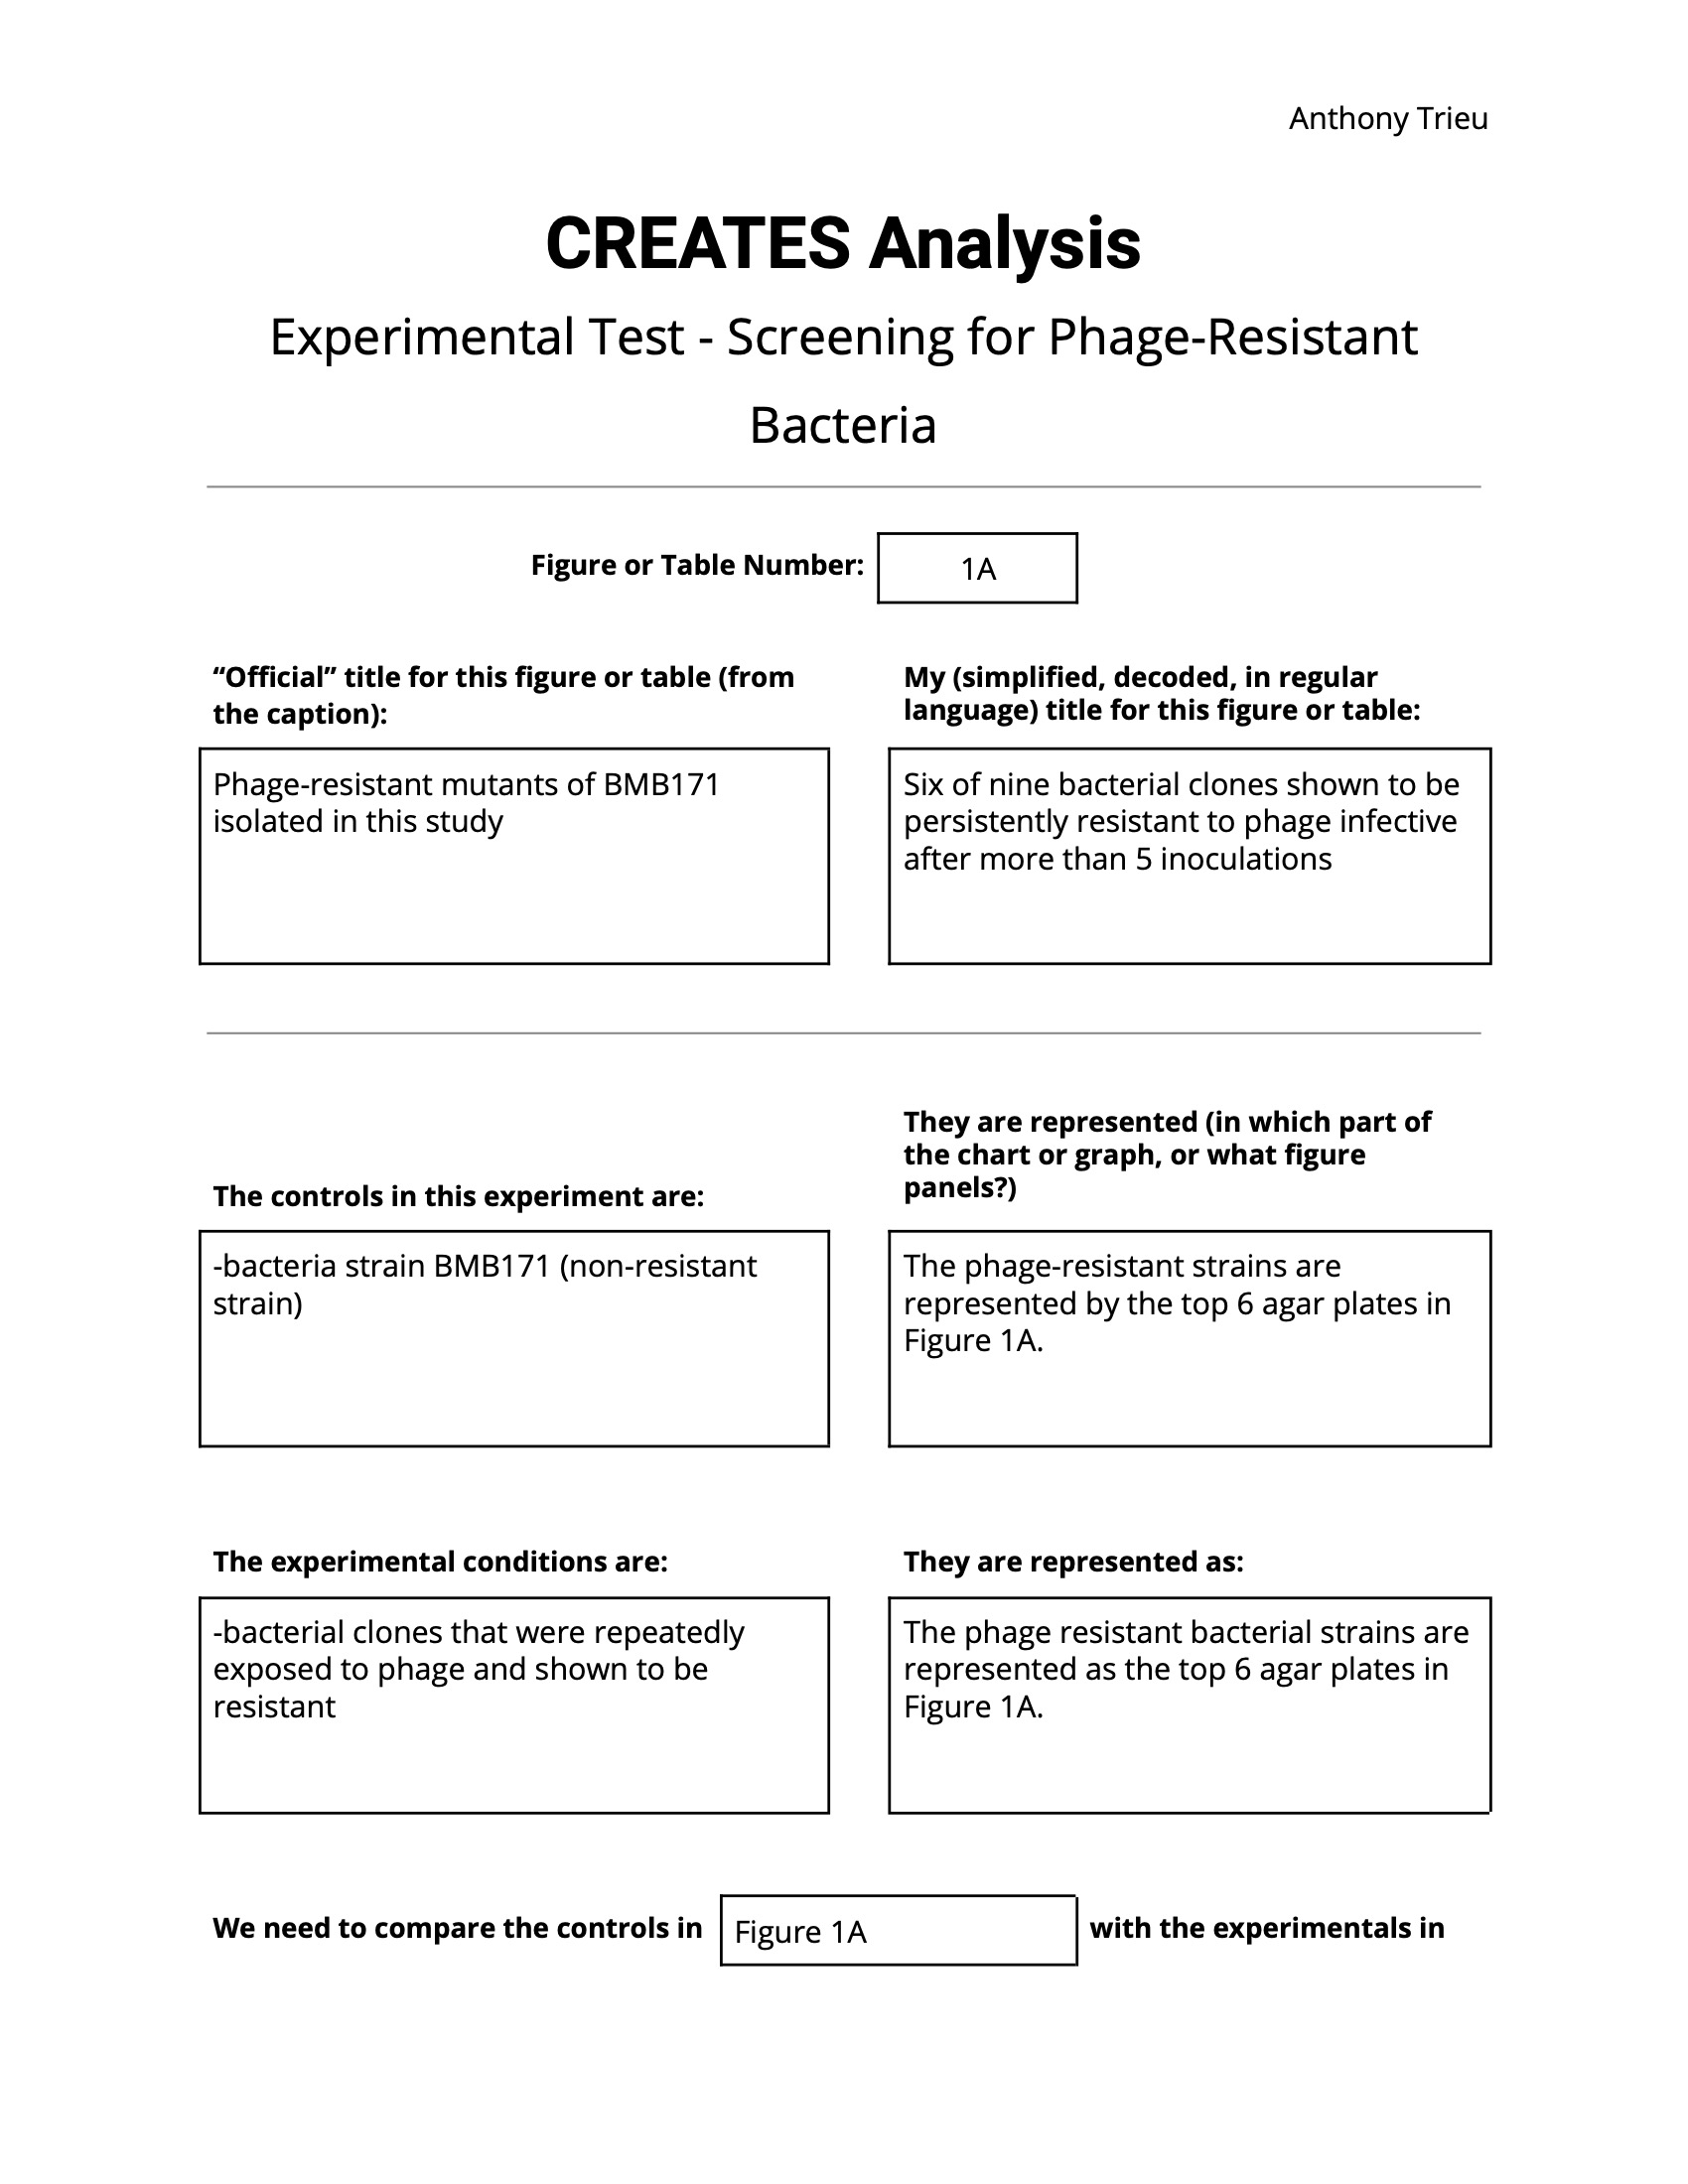 Anthony Trieu
CREATES Analysis
Experimental Test - Screening for Phage-Resistant
Bacteria
Figure or Table Number:
1A
“Official” title for this figure or table (from
the caption):
Phage-resistant mutants of BMB171
isolated in this study
My (simplified, decoded, in regular
language) title for this figure or table:
Six of nine bacterial clones shown to be
persistently resistant to phage infective
after more than 5 inoculations
The controls in this experiment are:
-bacteria strain BMB171 (non-resistant
strain)
They are represented (in which part of
the chart or graph, or what figure
panels?)
The phage-resistant strains are
represented by the top 6 agar plates in
Figure 1A.
The experimental conditions are:
-bacterial clones that were repeatedly
exposed to phage and shown to be
resistant
They are represented as:
The phage resistant bacterial strains are
represented as the top 6 agar plates in
Figure 1A.
We need to compare the controls in
Figure 1A
with the experimentals in